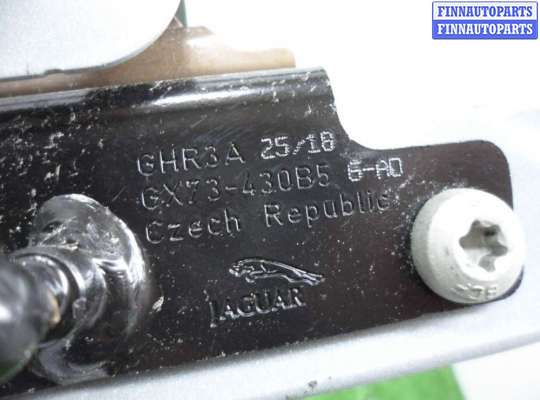 FINNAUTOPARTS
FINNAUTOPARTS
GHR3A 25/18
GX73-430B5 6-AD
Czech Republic
JAGUAR